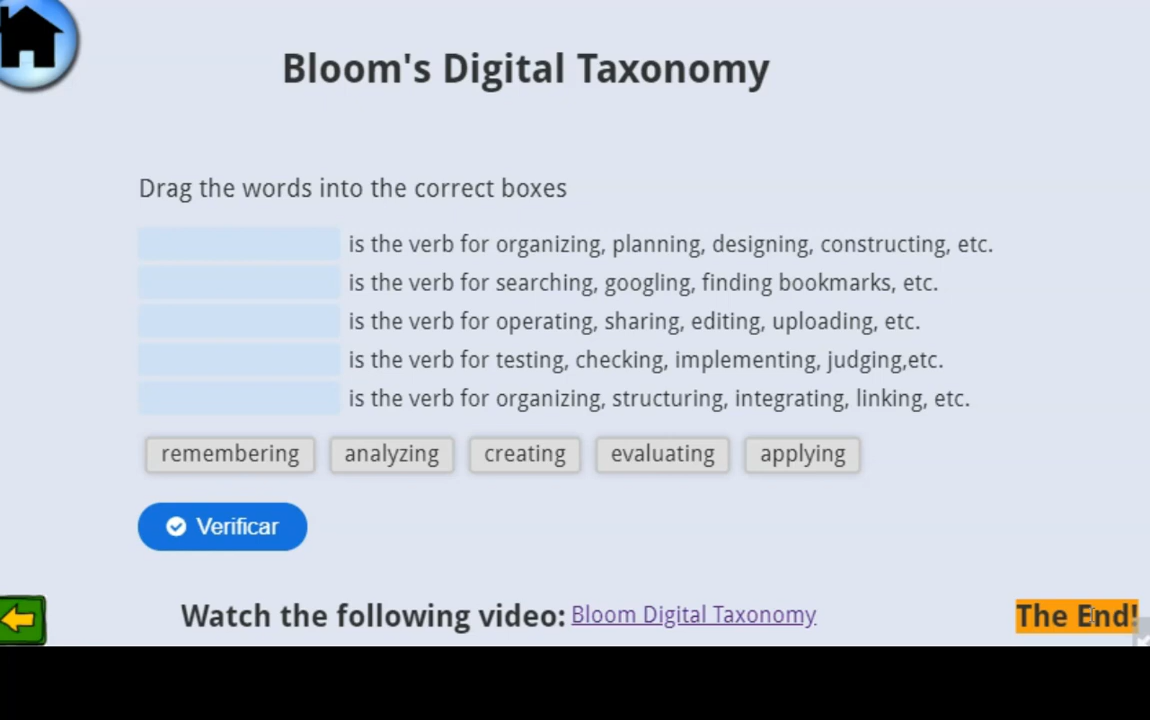 Bloom's Digital Taxonomy
Drag the words into the correct boxes
is the verb for organizing, planning, designing, constructing, etc.
is the verb for searching, googling, finding bookmarks, etc.
is the verb for operating, sharing, editing, uploading, etc.
is the verb for testing, checking, implementing, judging,etc.
is the verb for organizing, structuring, integrating, linking, etc.
remembering analyzing creating evaluating applying
Verificar
Watch the following video: Bloom Digital Taxonomy The End!